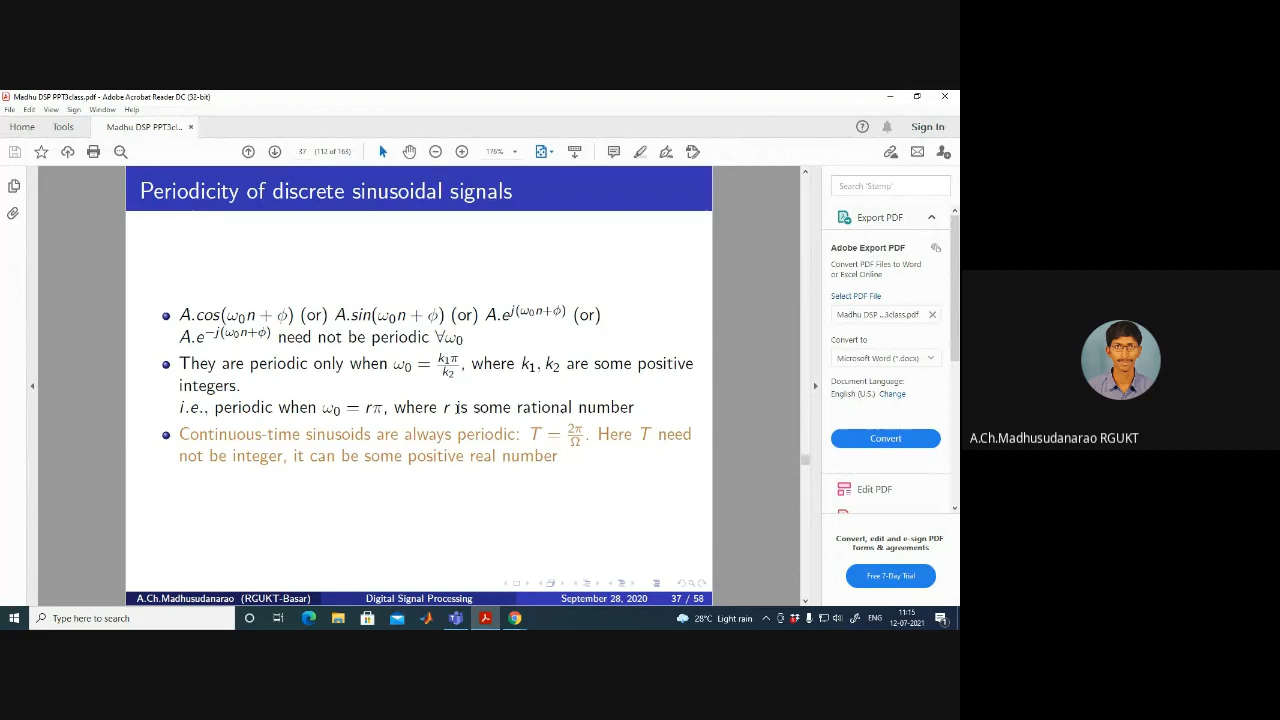 Madhu DSP PPT3class.pdf - Adobe Acrobat Reader DC (32-bit)
File Edit View Sign Window Help
Home Tools Madhu DSP PPT3cl... × Sign In
37 (112 of 163) 176%
Periodicity of discrete sinusoidal signals
A.cos(ω₀n + ϕ) (or) A.sin(ω₀n + ϕ) (or) A.e^{j(ω₀n+ϕ)} (or)
A.e^{−j(ω₀n+ϕ)} need not be periodic ∀ω₀
They are periodic only when ω₀ = k₁π/k₂, where k₁, k₂ are some positive
integers.
i.e., periodic when ω₀ = rπ, where r is some rational number
Continuous-time sinusoids are always periodic: T = 2π/Ω. Here T need
not be integer, it can be some positive real number
A.Ch.Madhusudanarao (RGUKT-Basar) Digital Signal Processing September 28, 2020 37 / 58
Search 'Stamp'
Export PDF
Adobe Export PDF
Convert PDF Files to Word
or Excel Online
Select PDF File
Madhu DSP ...3class.pdf ×
Convert to
Microsoft Word (*.docx)
Document Language:
English (U.S.) Change
Convert
Edit PDF
Convert, edit and e-sign PDF
forms & agreements
Free 7-Day Trial
Type here to search
28°C Light rain ENG
11:15
12-07-2021
A.Ch.Madhusudanarao RGUKT